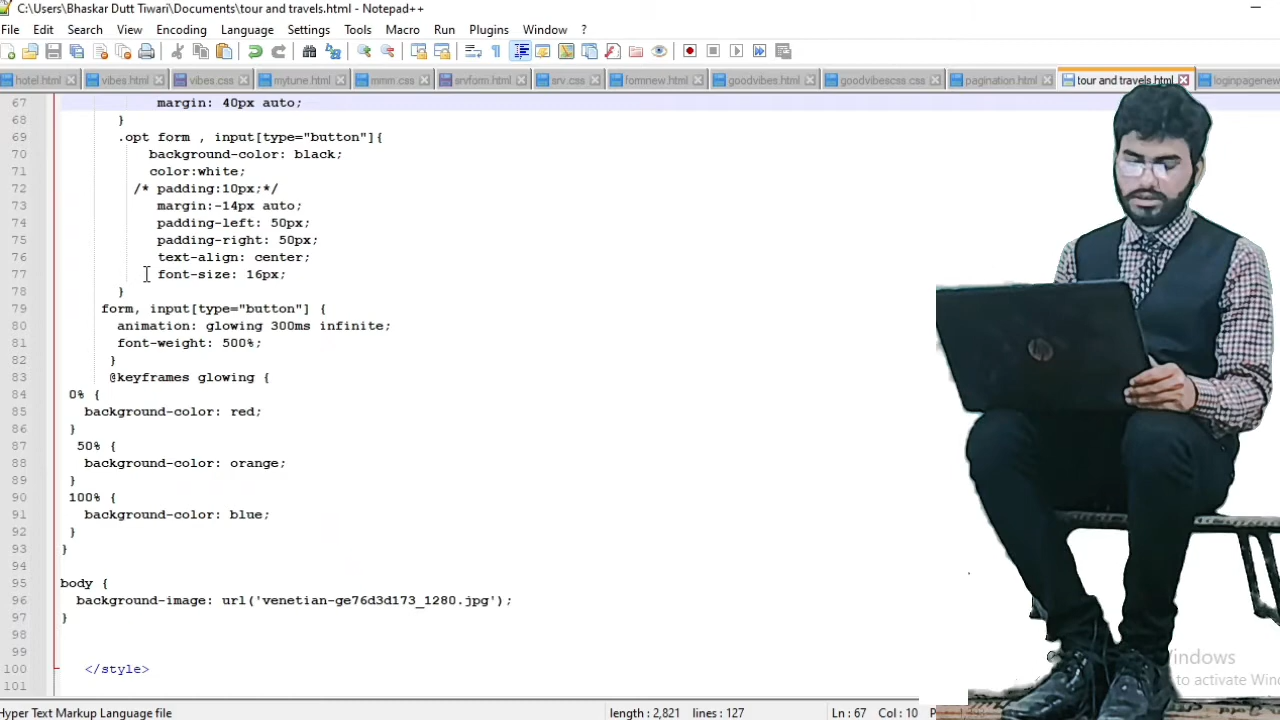 C:\Users\Bhaskar Dutt Tiwari\Documents\tour and travels.html - Notepad++
File Edit Search View Encoding Language Settings Tools Macro Run Plugins Window ?
hotel.html vibes.html vibes.css mytune.html mmm.css srvform.html srv.css formnew.html goodvibes.html goodvibescss.css pagination.html tour and travels.html loginpagenew
67 margin: 40px auto;
68 }
69 .opt form , input[type="button"]{
70 background-color: black;
71 color:white;
72 /* padding:10px;*/
73 margin:-14px auto;
74 padding-left: 50px;
75 padding-right: 50px;
76 text-align: center;
77 font-size: 16px;
78 }
79 form, input[type="button"] {
80 animation: glowing 300ms infinite;
81 font-weight: 500%;
82 }
83 @keyframes glowing {
84 0% {
85 background-color: red;
86 }
87 50% {
88 background-color: orange;
89 }
90 100% {
91 background-color: blue;
92 }
93 }
94
95 body {
96 background-image: url('venetian-ge76d3d173_1280.jpg');
97 }
98
99
100 </style>
101
indows
to activate Win
Hyper Text Markup Language file length : 2,821 lines : 127 Ln : 67 Col : 10 P